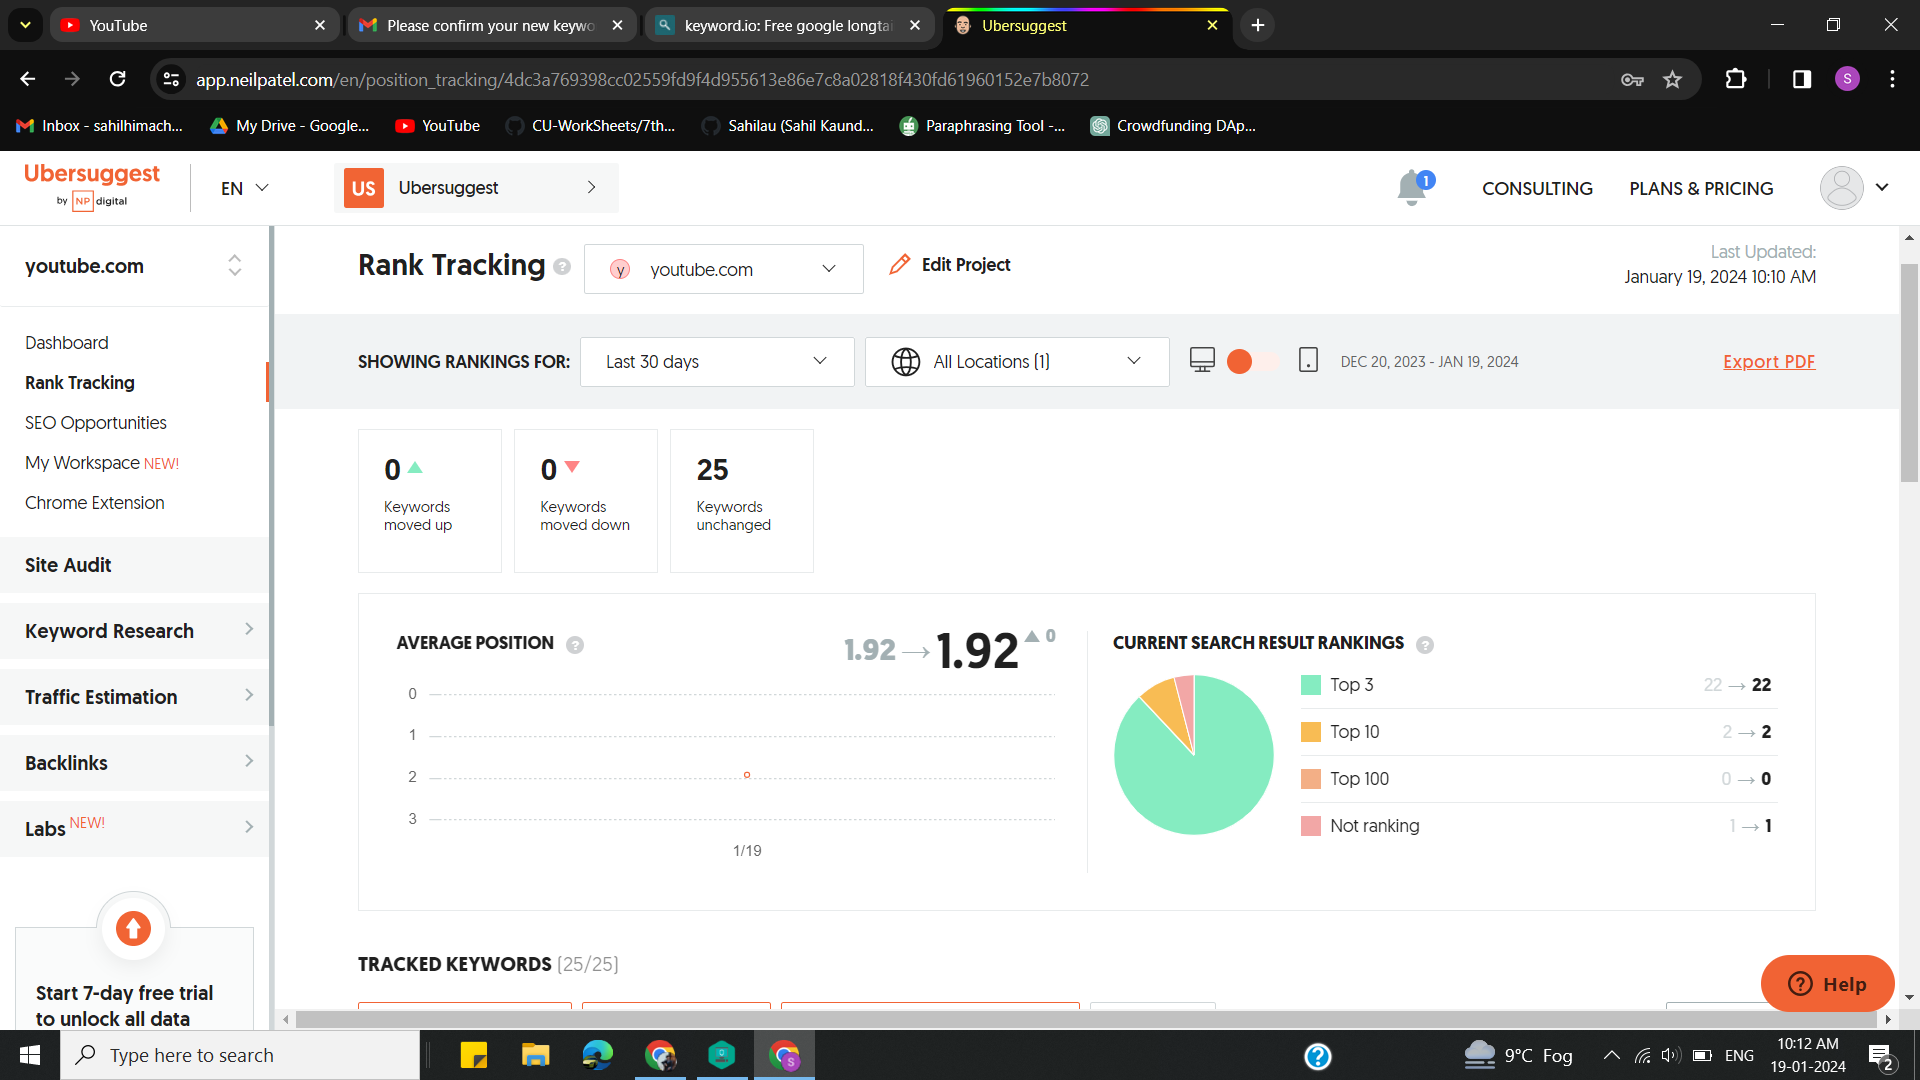 YouTube
Please confirm your new keywo
keyword.io: Free google longtai
Ubersuggest
app.neilpatel.com/en/position_tracking/4dc3a769398cc02559fd9f4d955613e86e7c8a02818f430fd61960152e7b8072
S
Inbox - sahilhimach...
My Drive - Google...
YouTube
CU-WorkSheets/7th...
Sahilau (Sahil Kaund...
Paraphrasing Tool -...
Crowdfunding DAp...
Ubersuggest
by NP digital
EN
US Ubersuggest
1
CONSULTING
PLANS & PRICING
youtube.com
Dashboard
Rank Tracking
SEO Opportunities
My Workspace NEW!
Chrome Extension
Site Audit
Keyword Research
Traffic Estimation
Backlinks
Labs NEW!
Start 7-day free trial
to unlock all data
Rank Tracking ?
y youtube.com
Edit Project
Last Updated:
January 19, 2024 10:10 AM
SHOWING RANKINGS FOR:
Last 30 days
All Locations (1)
DEC 20, 2023 - JAN 19, 2024
Export PDF
0
Keywords
moved up
0
Keywords
moved down
25
Keywords
unchanged
AVERAGE POSITION ?
1.92 → 1.92 0
0
1
2
3
1/19
CURRENT SEARCH RESULT RANKINGS ?
Top 3 22 → 22
Top 10 2 → 2
Top 100 0 → 0
Not ranking 1 → 1
TRACKED KEYWORDS (25/25)
? Help
Type here to search
S
?
9°C Fog
ENG
10:12 AM
19-01-2024
2